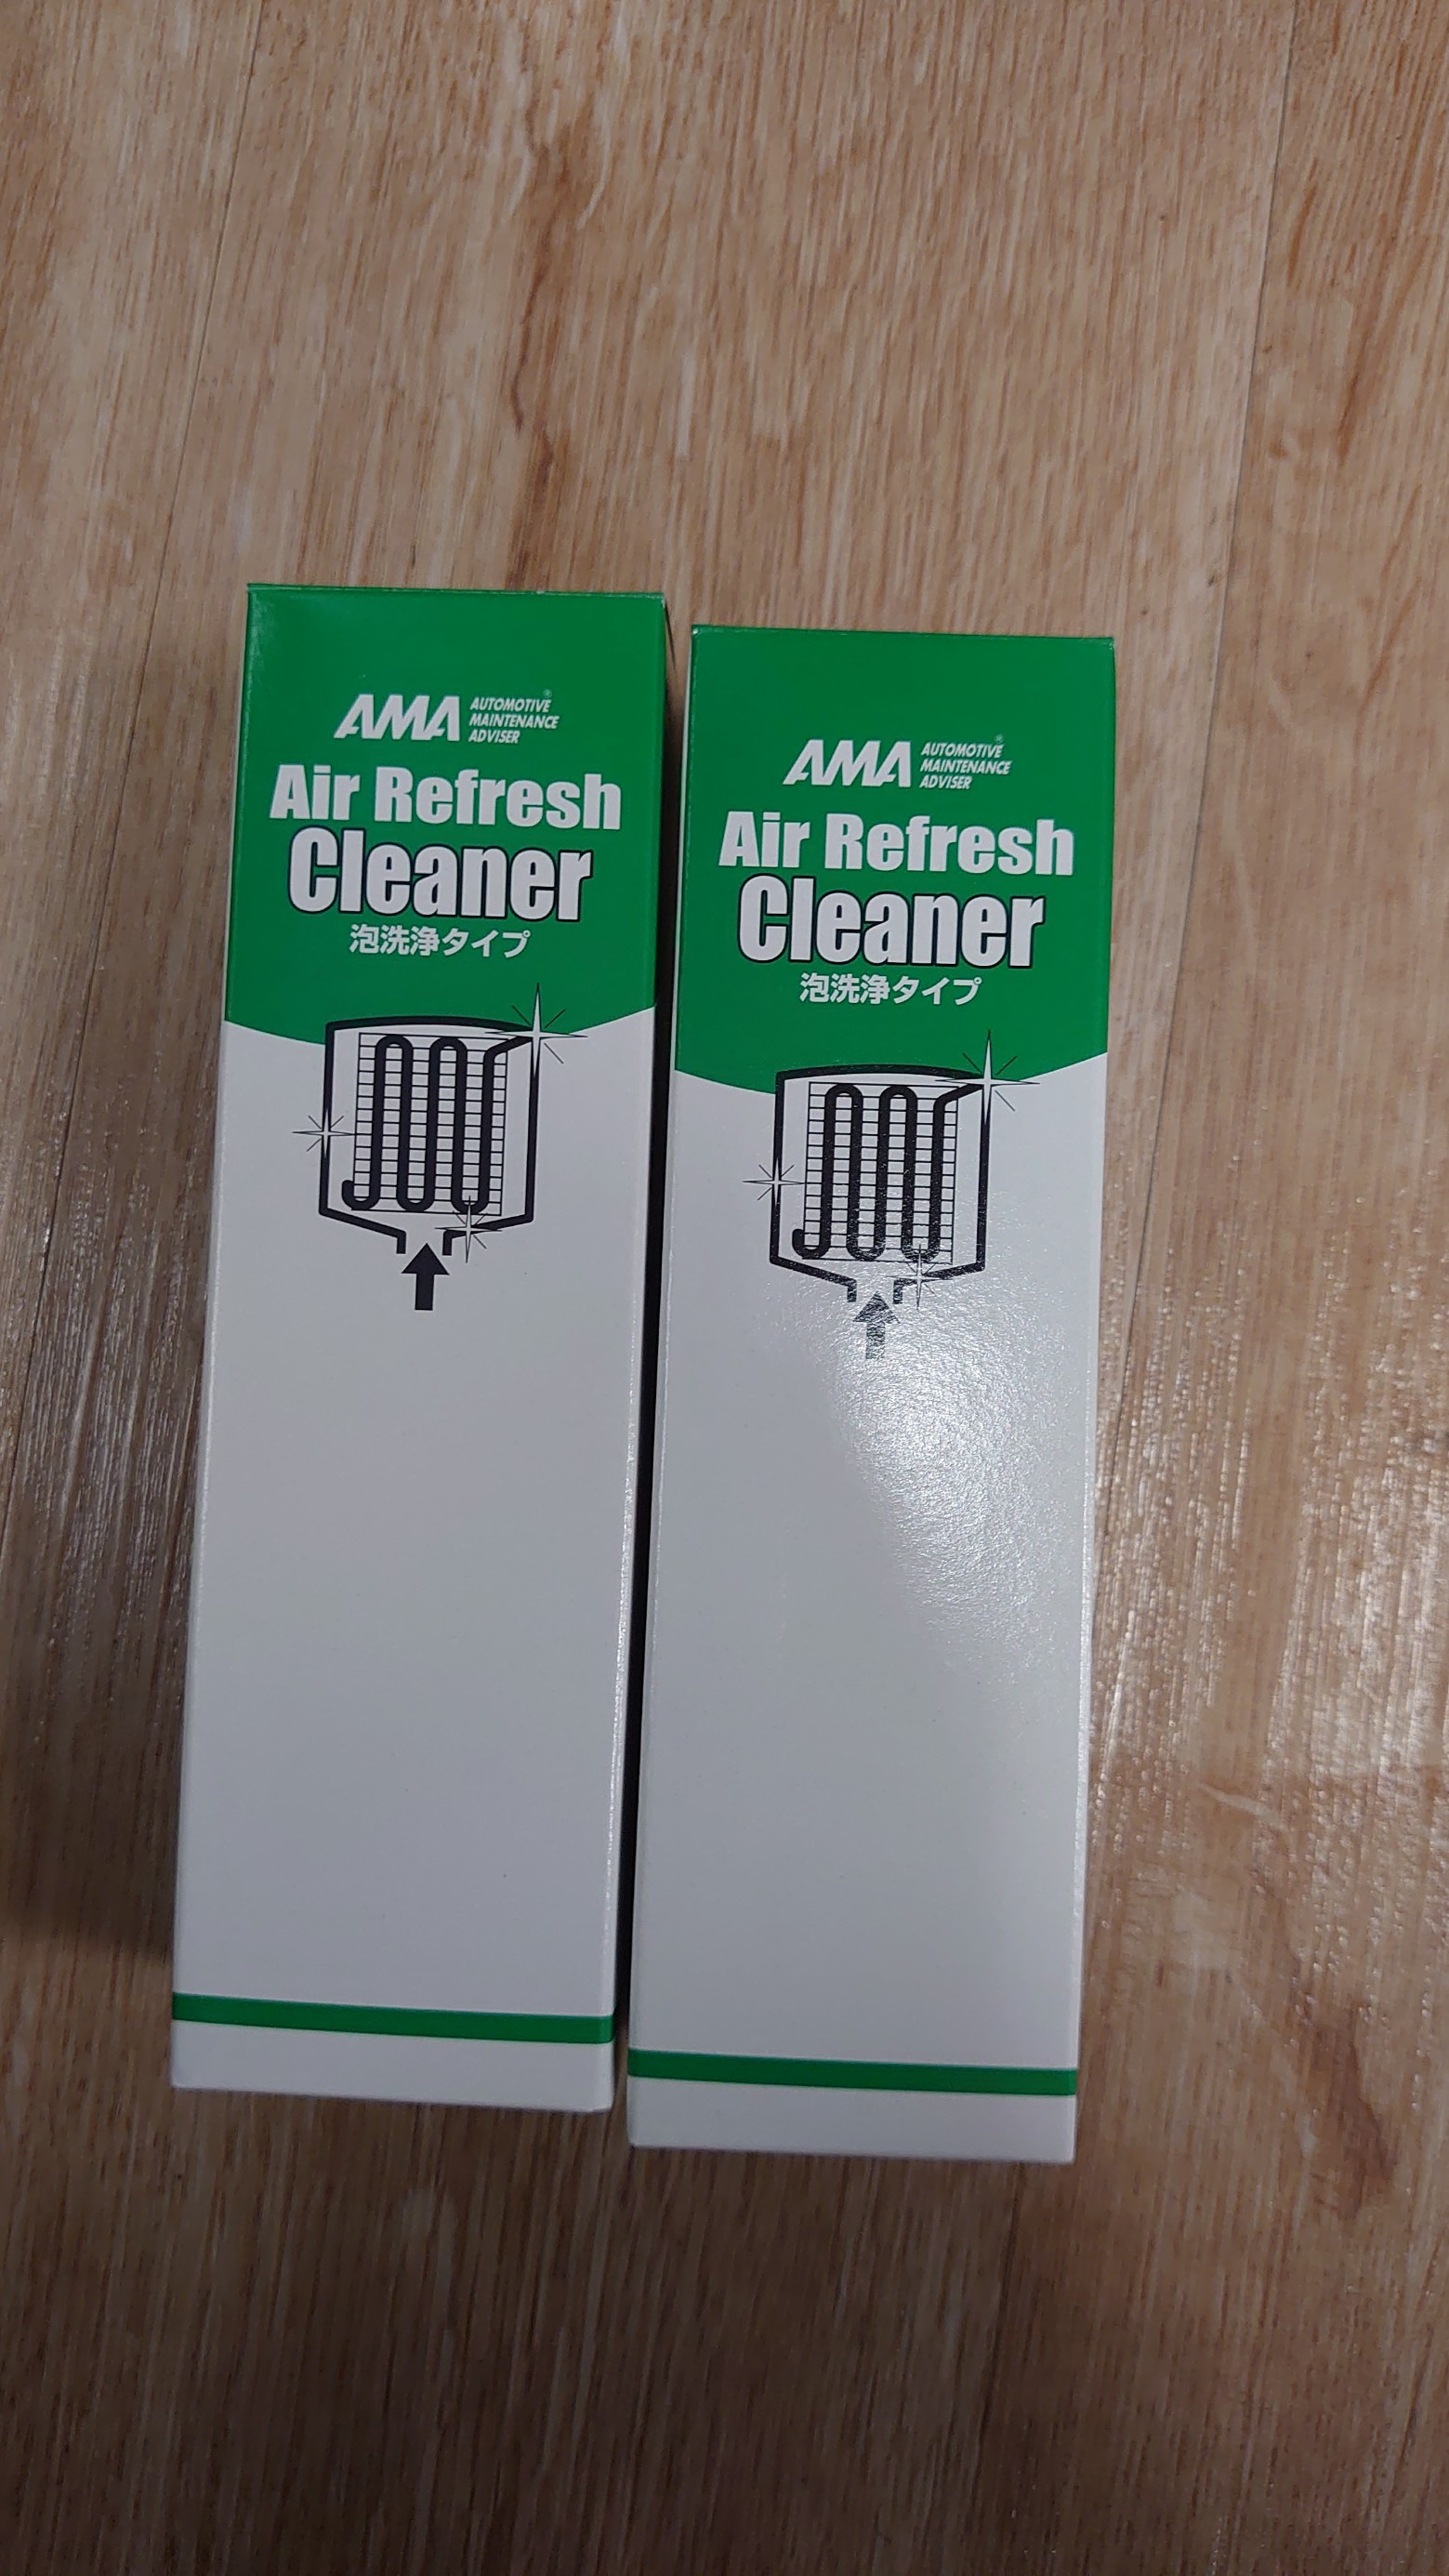 AMA AUTOMOTIVE®
MAINTENANCE
ADVISER
Air Refresh
Cleaner
泡洗浄タイプ
AMA AUTOMOTIVE®
MAINTENANCE
ADVISER
Air Refresh
Cleaner
泡洗浄タイプ